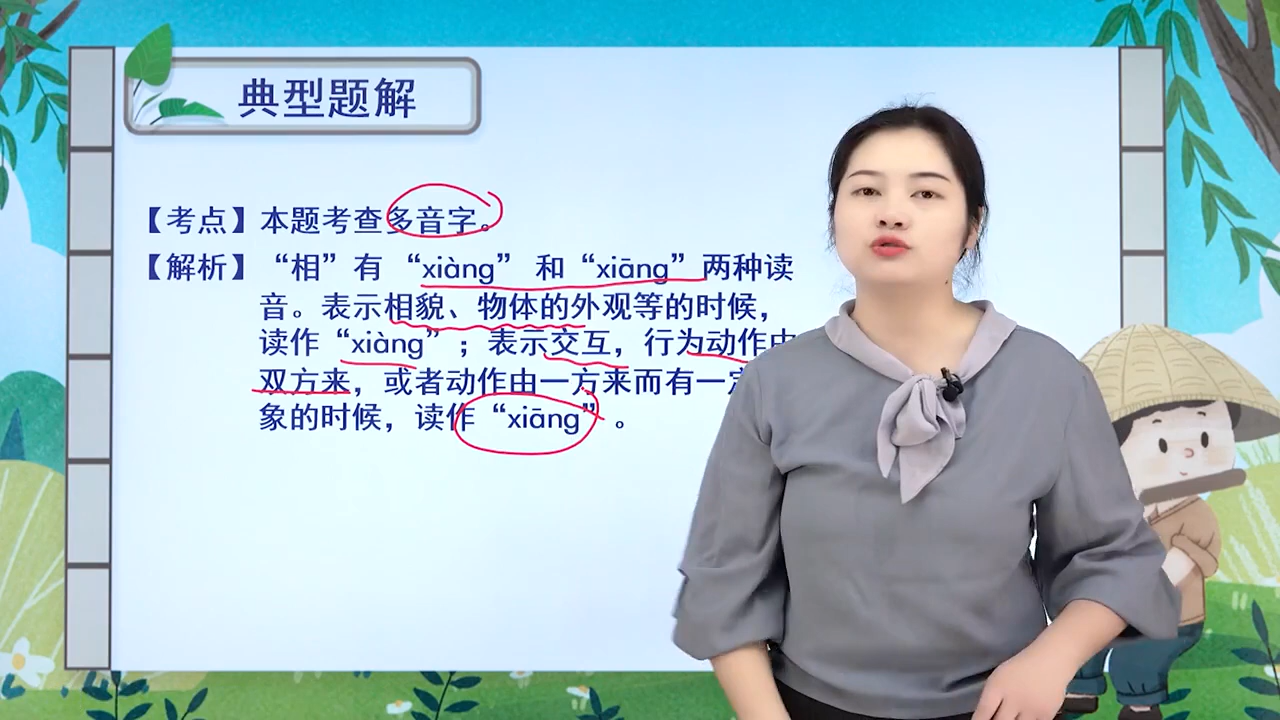 典型题解
【考点】本题考查多音字。
【解析】“相”有“xiàng”和“xiāng”两种读
音。表示相貌、物体的外观等的时候，
读作“xiàng”；表示交互，行为动作由
双方来，或者动作由一方来而有一定
象的时候，读作“xiāng”。